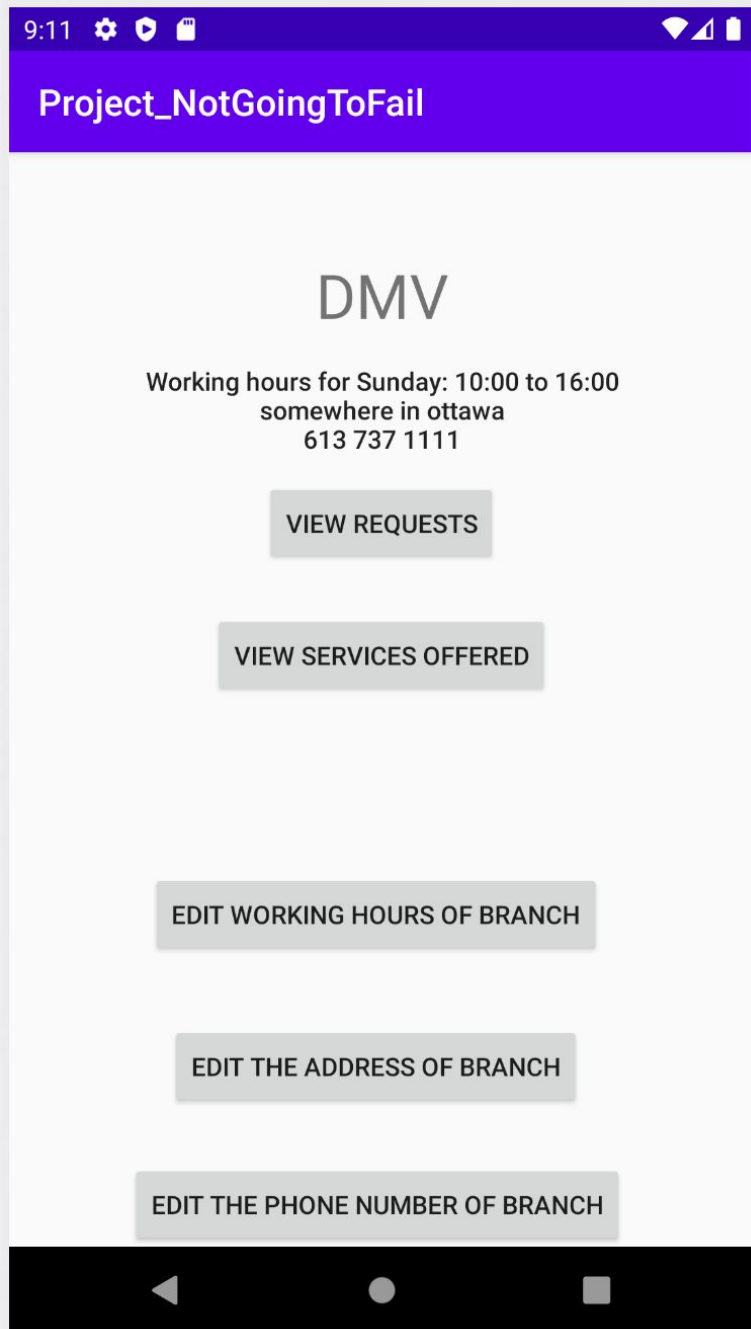 9:11
Project_NotGoingToFail
DMV
Working hours for Sunday: 10:00 to 16:00
somewhere in ottawa
613 737 1111
VIEW REQUESTS
VIEW SERVICES OFFERED
EDIT WORKING HOURS OF BRANCH
EDIT THE ADDRESS OF BRANCH
EDIT THE PHONE NUMBER OF BRANCH